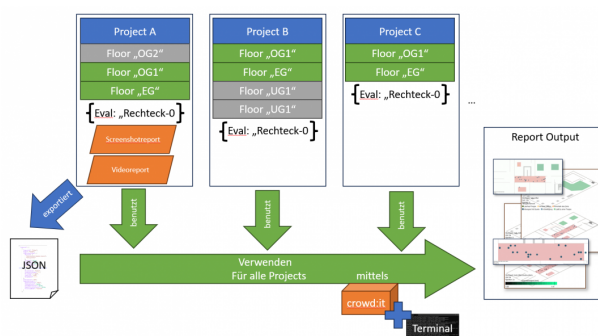 Project A
Floor „OG2“
Floor „OG1“
Floor „EG“
Eval: „Rechteck-0
Screenshotreport
Videoreport
Project B
Floor „OG1“
Floor „EG“
Floor „UG1“
Floor „UG1“
Eval: „Rechteck-0
Project C
Floor „OG1“
Floor „EG“
Eval: „Rechteck-0
...
Report Output
exportiert
benutzt
benutzt
benutzt
JSON
Verwenden
Für alle Projects
mittels
crowd:it
Terminal